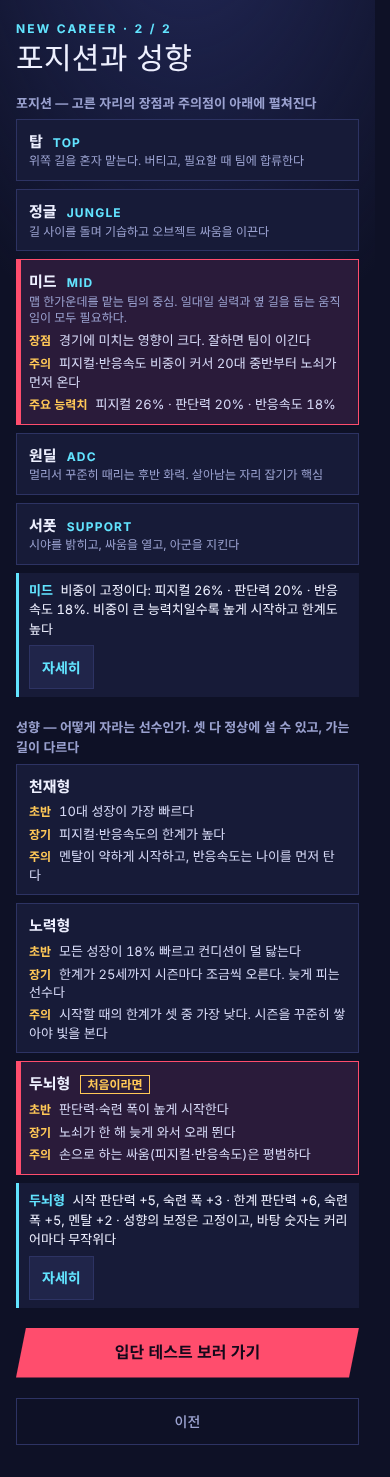 NEW CAREER · 2 / 2
포지션과 성향
포지션 — 고른 자리의 장점과 주의점이 아래에 펼쳐진다
탑 TOP
위쪽 길을 혼자 맡는다. 버티고, 필요할 때 팀에 합류한다
정글 JUNGLE
길 사이를 돌며 기습하고 오브젝트 싸움을 이끈다
미드 MID
맵 한가운데를 맡는 팀의 중심. 일대일 실력과 옆 길을 돕는 움직
임이 모두 필요하다.
장점 경기에 미치는 영향이 크다. 잘하면 팀이 이긴다
주의 피지컬·반응속도 비중이 커서 20대 중반부터 노쇠가
먼저 온다
주요 능력치 피지컬 26% · 판단력 20% · 반응속도 18%
원딜 ADC
멀리서 꾸준히 때리는 후반 화력. 살아남는 자리 잡기가 핵심
서폿 SUPPORT
시야를 밝히고, 싸움을 열고, 아군을 지킨다
미드 비중이 고정이다: 피지컬 26% · 판단력 20% · 반응
속도 18%. 비중이 큰 능력치일수록 높게 시작하고 한계도
높다
자세히
성향 — 어떻게 자라는 선수인가. 셋 다 정상에 설 수 있고, 가는
길이 다르다
천재형
초반 10대 성장이 가장 빠르다
장기 피지컬·반응속도의 한계가 높다
주의 멘탈이 약하게 시작하고, 반응속도는 나이를 먼저 탄
다
노력형
초반 모든 성장이 18% 빠르고 컨디션이 덜 닳는다
장기 한계가 25세까지 시즌마다 조금씩 오른다. 늦게 피는
선수다
주의 시작할 때의 한계가 셋 중 가장 낮다. 시즌을 꾸준히 쌓
아야 빛을 본다
두뇌형 처음이라면
초반 판단력·숙련 폭이 높게 시작한다
장기 노쇠가 한 해 늦게 와서 오래 뛴다
주의 손으로 하는 싸움(피지컬·반응속도)은 평범하다
두뇌형 시작 판단력 +5, 숙련 폭 +3 · 한계 판단력 +6, 숙련
폭 +5, 멘탈 +2 · 성향의 보정은 고정이고, 바탕 숫자는 커리
어마다 무작위다
자세히
입단 테스트 보러 가기
이전